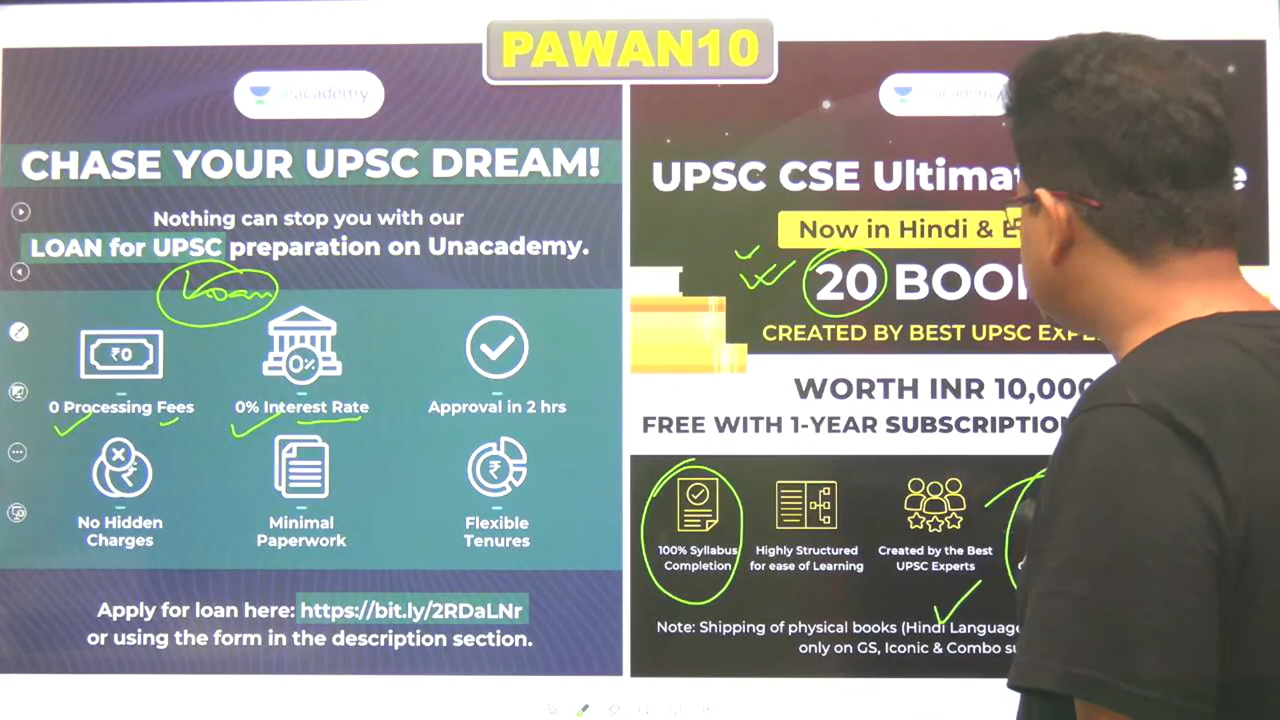 PAWAN10
unacademy
CHASE YOUR UPSC DREAM!
Nothing can stop you with our
LOAN for UPSC preparation on Unacademy.
Loan
₹0
0%
0 Processing Fees
0% Interest Rate
Approval in 2 hrs
₹
₹
No Hidden
Charges
Minimal
Paperwork
Flexible
Tenures
Apply for loan here: https://bit.ly/2RDaLNr
or using the form in the description section.
UPSC CSE
Now in Hindi &
20
CREATED BY BEST UPSC
WORTH INR 10,000
FREE WITH 1-YEAR SUBSCRIPTION
100% Syllabus
Completion
Highly Structured
for ease of Learning
Created by the Best
UPSC Experts
Note: Shipping of physical books (Hindi Language
only on GS, Iconic & Combo